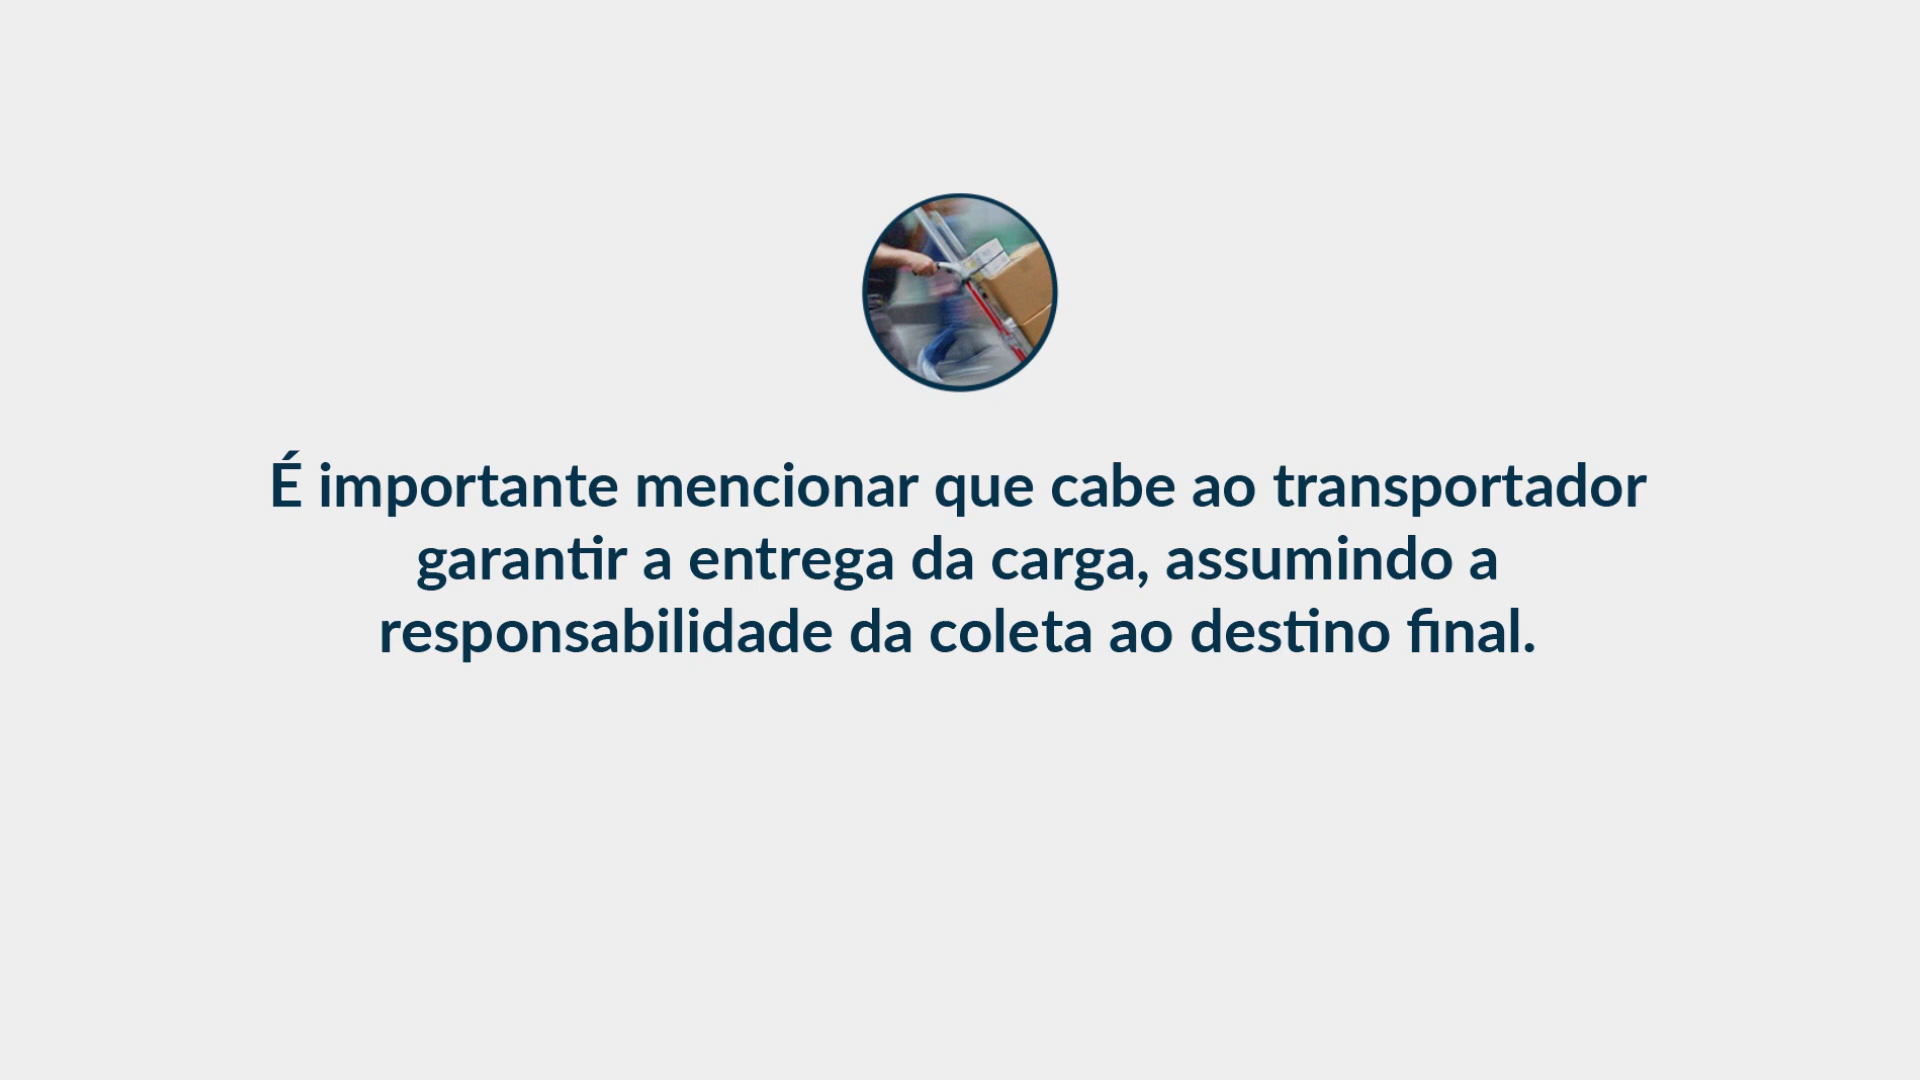 É importante mencionar que cabe ao transportador
garantir a entrega da carga, assumindo a
responsabilidade da coleta ao destino final.